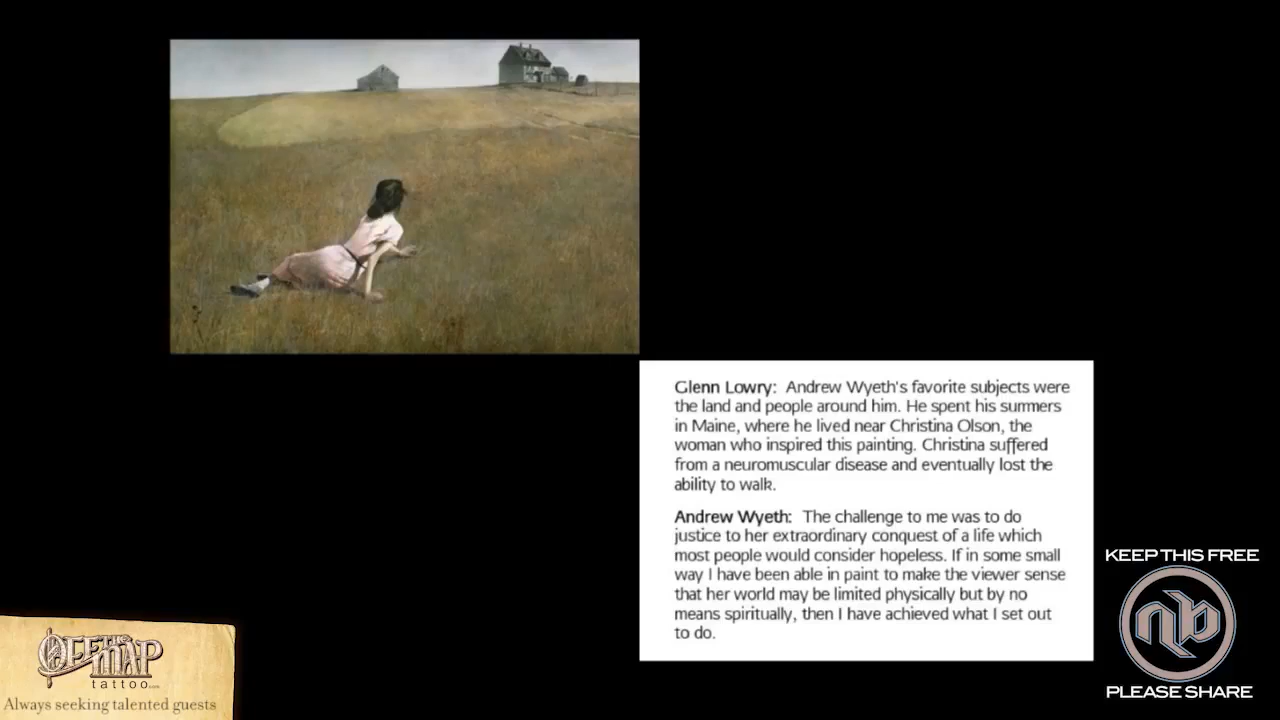 Glenn Lowry: Andrew Wyeth's favorite subjects were
the land and people around him. He spent his summers
in Maine, where he lived near Christina Olson, the
woman who inspired this painting. Christina suffered
from a neuromuscular disease and eventually lost the
ability to walk.
Andrew Wyeth: The challenge to me was to do
justice to her extraordinary conquest of a life which
most people would consider hopeless. If in some small
way I have been able in paint to make the viewer sense
that her world may be limited physically but by no
means spiritually, then I have achieved what I set out
to do.
KEEP THIS FREE
PLEASE SHARE
OFF THE
MAP
tattoo.com
Always seeking talented guests